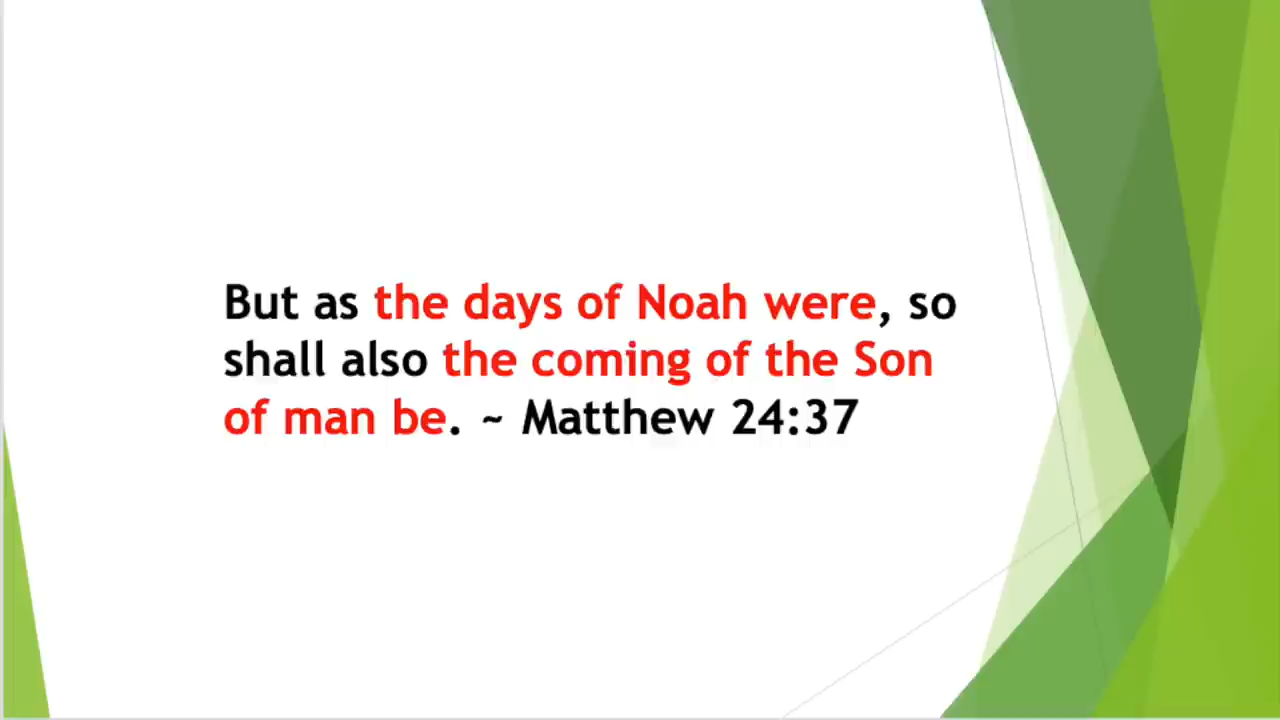 But as the days of Noah were, so
shall also the coming of the Son
of man be. ~ Matthew 24:37